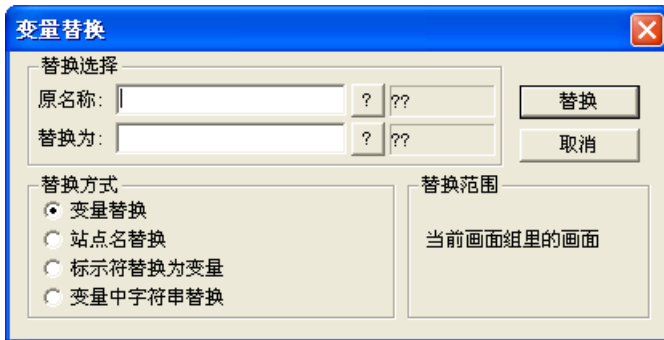 变量替换
替换选择
原名称: ? ??
替换为: ? ??
替换
取消
替换方式
变量替换
站点名替换
标示符替换为变量
变量中字符串替换
替换范围
当前画面组里的画面